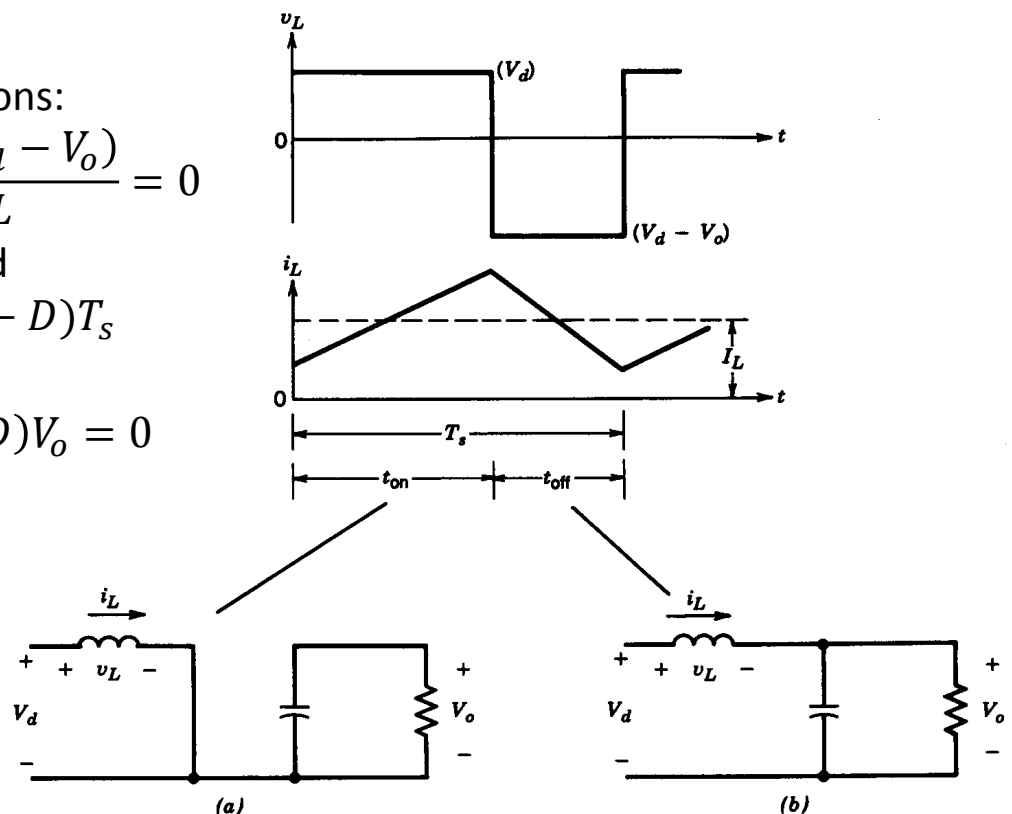 ons:
− V_o)
= 0
L
d
− D)T_s
D)V_o = 0
v_L
(V_d)
0
t
(V_d − V_o)
i_L
I_L
0
t
T_s
t_on
t_off
i_L
+ + v_L −
V_d
−
+
V_o
−
(a)
i_L
+ + v_L −
V_d
−
+
V_o
−
(b)